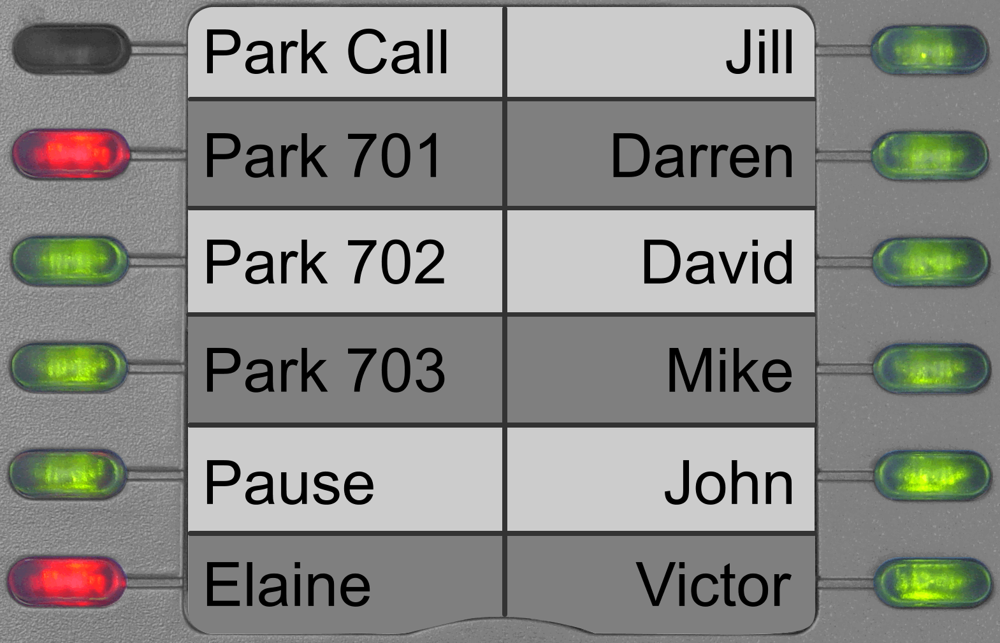 Park Call
Jill
Park 701
Darren
Park 702
David
Park 703
Mike
Pause
John
Elaine
Victor